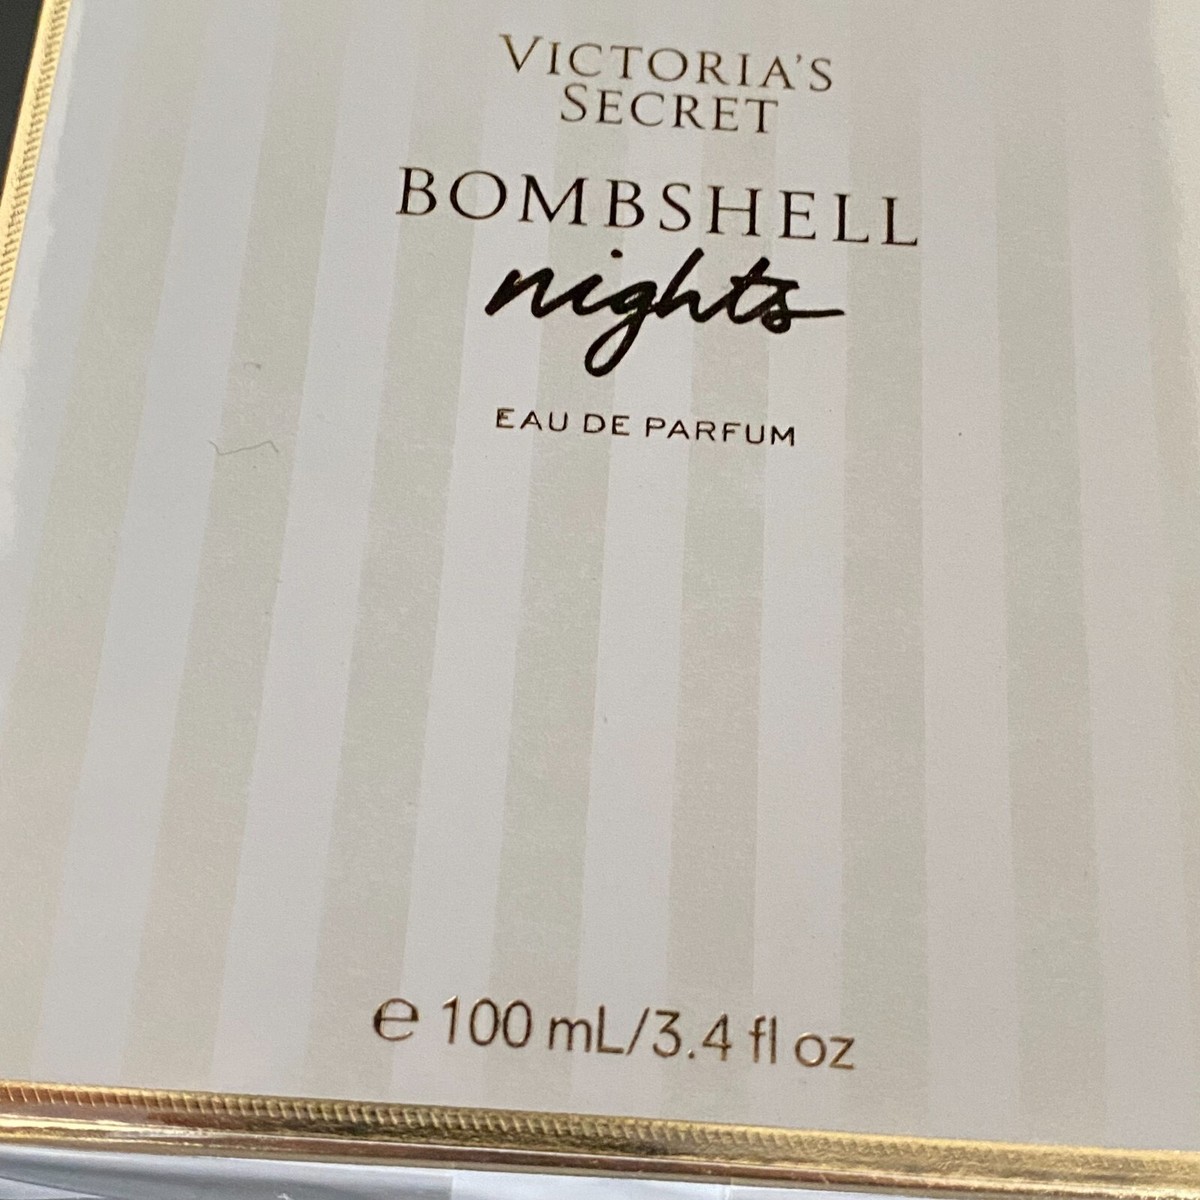 VICTORIA'S
SECRET
BOMBSHELL
nights
EAU DE PARFUM
℮ 100 mL/3.4 fl oz